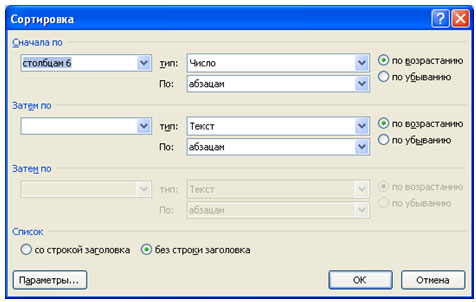 Сортировка
Сначала по
столбцам 6 тип: Число по возрастанию
По: абзацам по убыванию
Затем по
тип: Текст по возрастанию
По: абзацам по убыванию
Затем по
тип: Текст по возрастанию
По: абзацам по убыванию
Список
со строкой заголовка без строки заголовка
Параметры... ОК Отмена